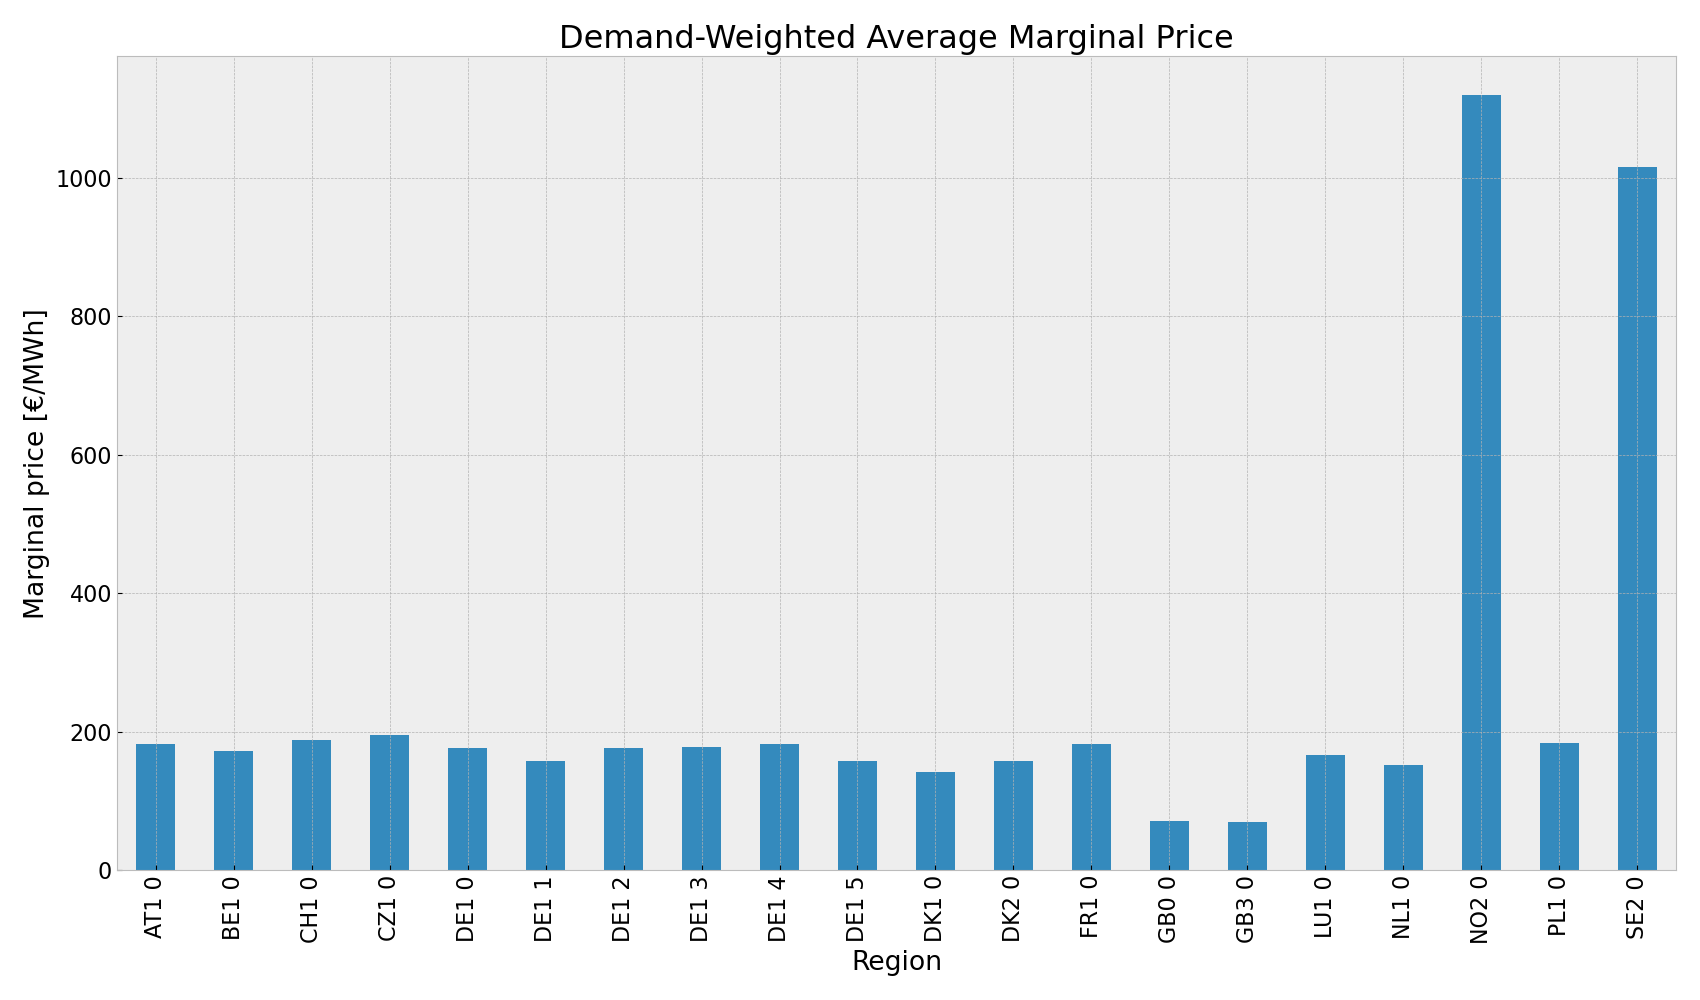 Demand-Weighted Average Marginal Price
Marginal price [€/MWh]
1000
800
600
400
200
0
AT1 0
BE1 0
CH1 0
CZ1 0
DE1 0
DE1 1
DE1 2
DE1 3
DE1 4
DE1 5
DK1 0
DK2 0
FR1 0
GB0 0
GB3 0
LU1 0
NL1 0
NO2 0
PL1 0
SE2 0
Region